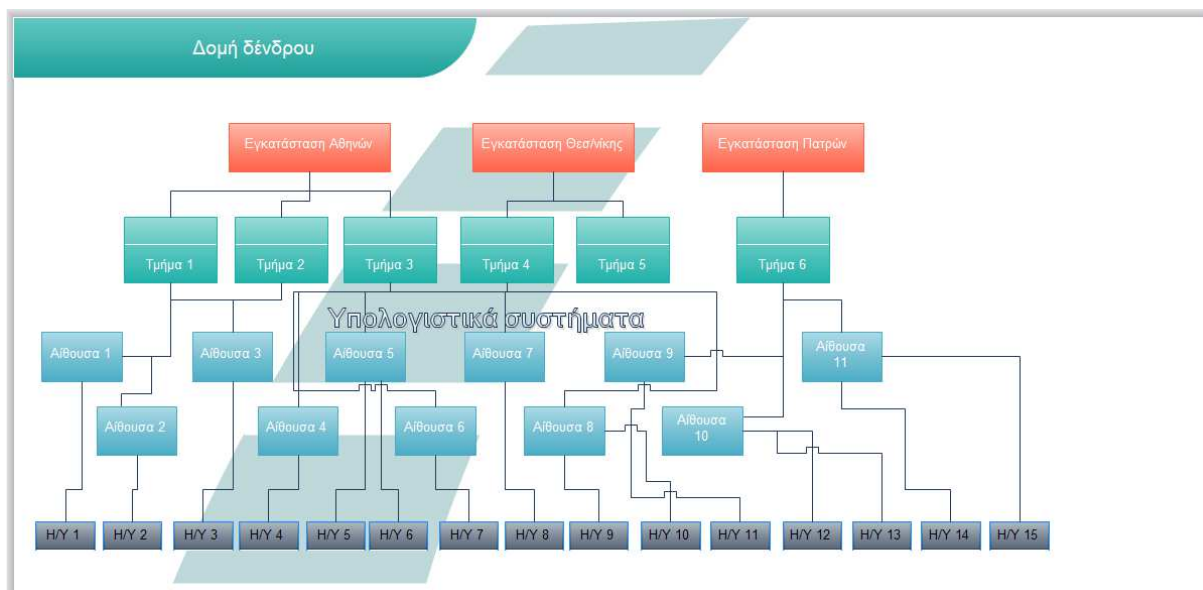 Δομή δένδρου
Εγκατάσταση Αθηνών
Εγκατάσταση Θεσ/νίκης
Εγκατάσταση Πατρών
Τμήμα 1
Τμήμα 2
Τμήμα 3
Τμήμα 4
Τμήμα 5
Τμήμα 6
Υπολογιστικά συστήματα
Αίθουσα 1
Αίθουσα 3
Αίθουσα 5
Αίθουσα 7
Αίθουσα 9
Αίθουσα
11
Αίθουσα 2
Αίθουσα 4
Αίθουσα 6
Αίθουσα 8
Αίθουσα
10
Η/Υ 1
Η/Υ 2
Η/Υ 3
Η/Υ 4
Η/Υ 5
Η/Υ 6
Η/Υ 7
Η/Υ 8
Η/Υ 9
Η/Υ 10
Η/Υ 11
Η/Υ 12
Η/Υ 13
Η/Υ 14
Η/Υ 15